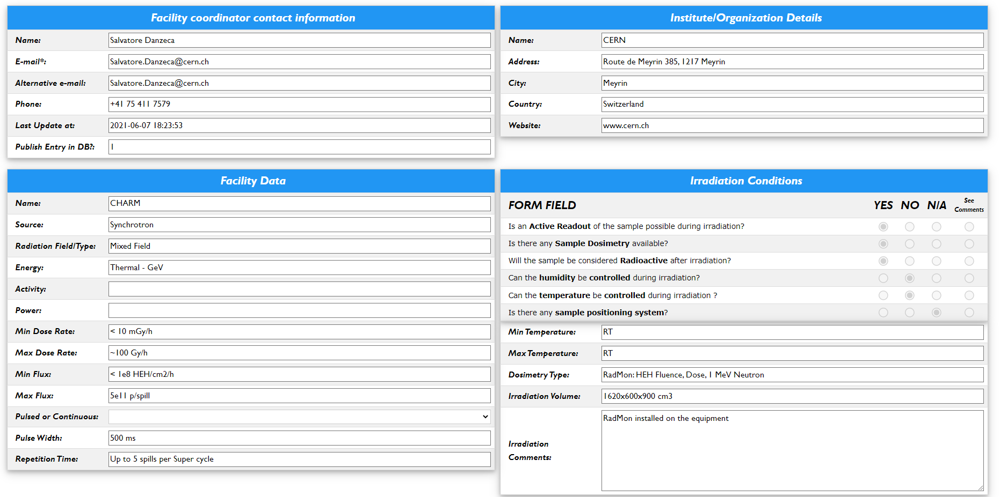 Facility coordinator contact information
Name: Salvatore Danzeca
E-mail*: Salvatore.Danzeca@cern.ch
Alternative e-mail: Salvatore.Danzeca@cern.ch
Phone: +41 75 411 7579
Last Update at: 2021-06-07 18:23:53
Publish Entry in DB?: 1
Institute/Organization Details
Name: CERN
Address: Route de Meyrin 385, 1217 Meyrin
City: Meyrin
Country: Switzerland
Website: www.cern.ch
Facility Data
Name: CHARM
Source: Synchrotron
Radiation Field/Type: Mixed Field
Energy: Thermal - GeV
Activity:
Power:
Min Dose Rate: < 10 mGy/h
Max Dose Rate: ~100 Gy/h
Min Flux: < 1e8 HEH/cm2/h
Max Flux: 5e11 p/spill
Pulsed or Continuous:
Pulse Width: 500 ms
Repetition Time: Up to 5 spills per Super cycle
Irradiation Conditions
FORM FIELD YES NO N/A See Comments
Is an Active Readout of the sample possible during irradiation?
Is there any Sample Dosimetry available?
Will the sample be considered Radioactive after irradiation?
Can the humidity be controlled during irradiation?
Can the temperature be controlled during irradiation ?
Is there any sample positioning system?
Min Temperature: RT
Max Temperature: RT
Dosimetry Type: RadMon: HEH Fluence, Dose, 1 MeV Neutron
Irradiation Volume: 1620x600x900 cm3
Irradiation Comments: RadMon installed on the equipment